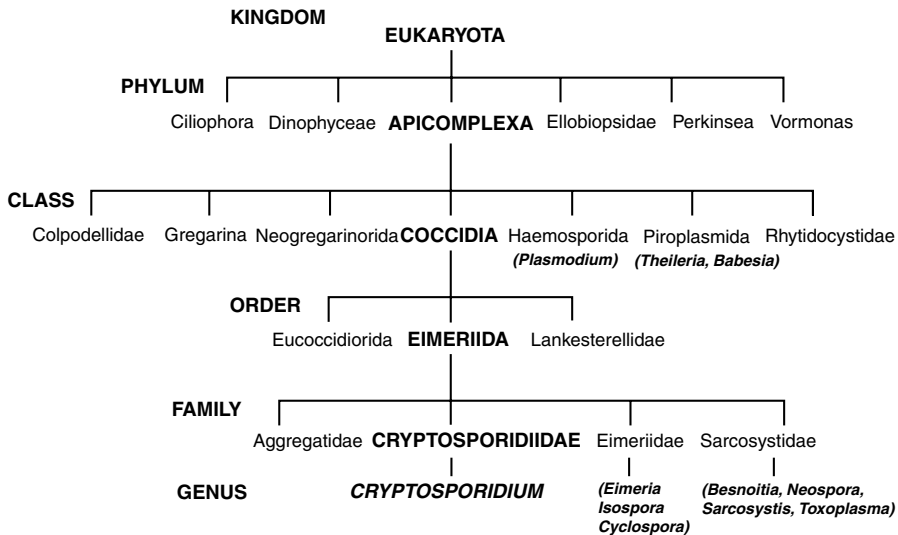 KINGDOM
EUKARYOTA
PHYLUM
Ciliophora Dinophyceae APICOMPLEXA Ellobiopsidae Perkinsea Vormonas
CLASS
Colpodellidae Gregarina Neogregarinorida COCCIDIA Haemosporida Piroplasmida Rhytidocystidae
(Plasmodium) (Theileria, Babesia)
ORDER
Eucoccidiorida EIMERIIDA Lankesterellidae
FAMILY
Aggregatidae CRYPTOSPORIDIIDAE Eimeriidae Sarcosystidae
GENUS CRYPTOSPORIDIUM (Eimeria (Besnoitia, Neospora,
Isospora Sarcosystis, Toxoplasma)
Cyclospora)